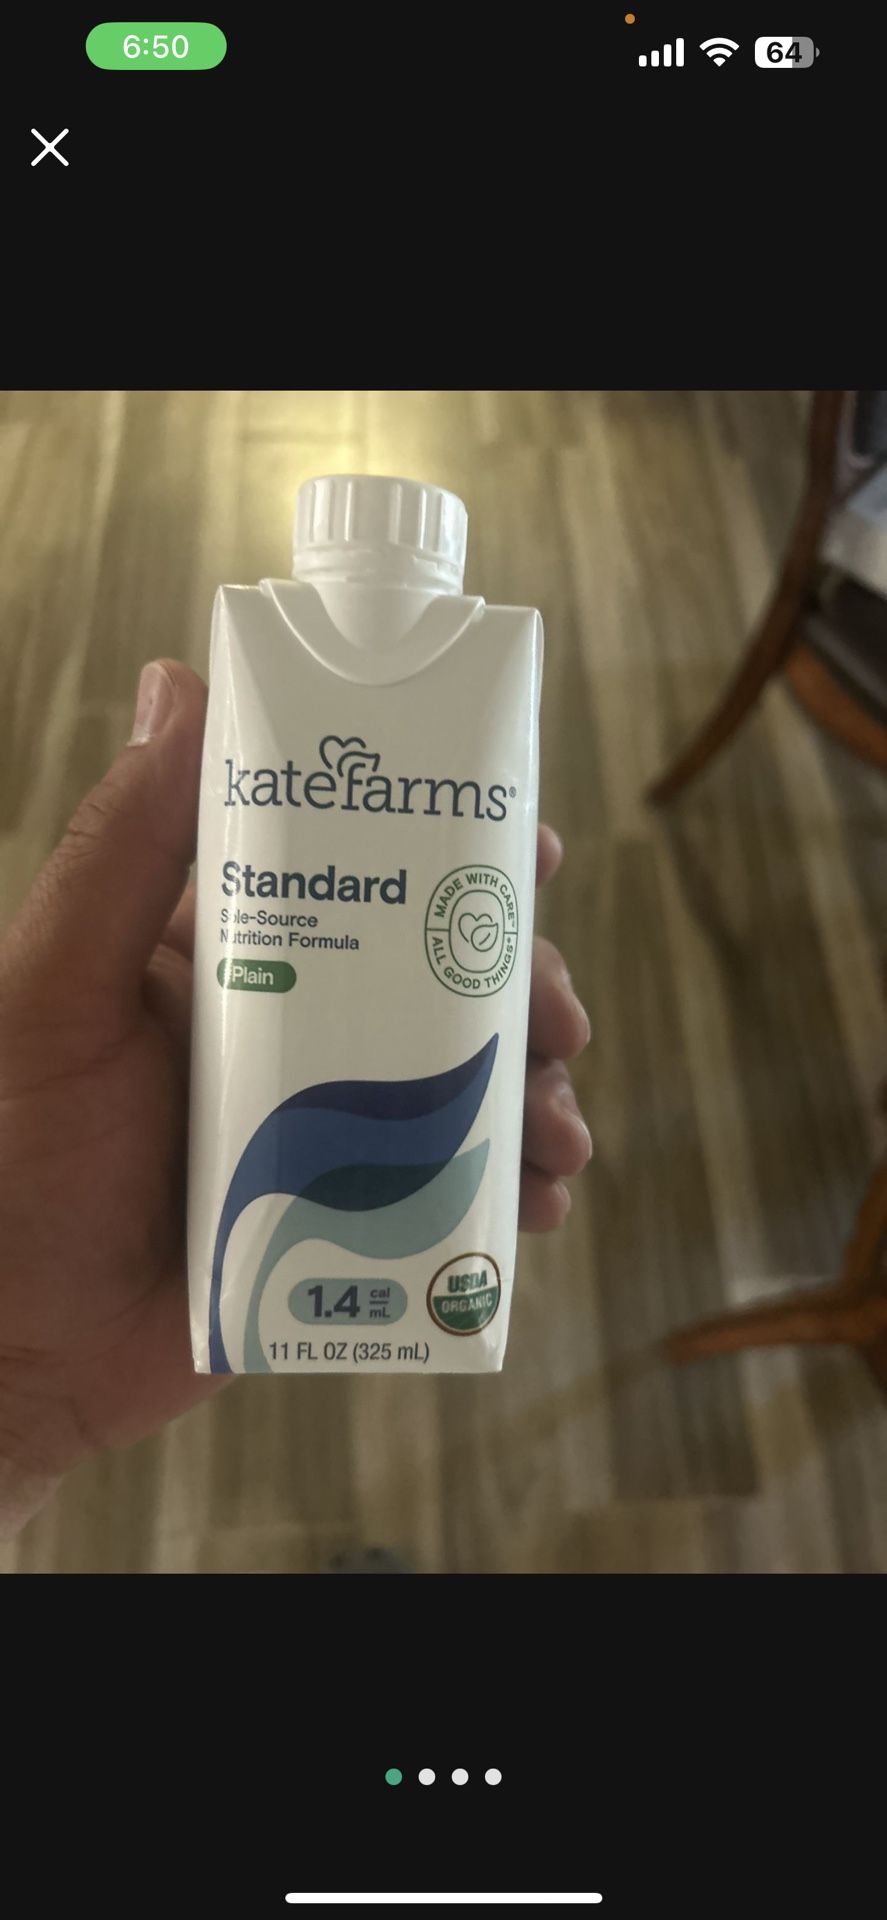 6:50
64
katefarms®
Standard
Sole-Source
Nutrition Formula
Plain
MADE WITH CARE™
ALL GOOD THINGS®
1.4 cal
mL
USDA
ORGANIC
11 FL OZ (325 mL)